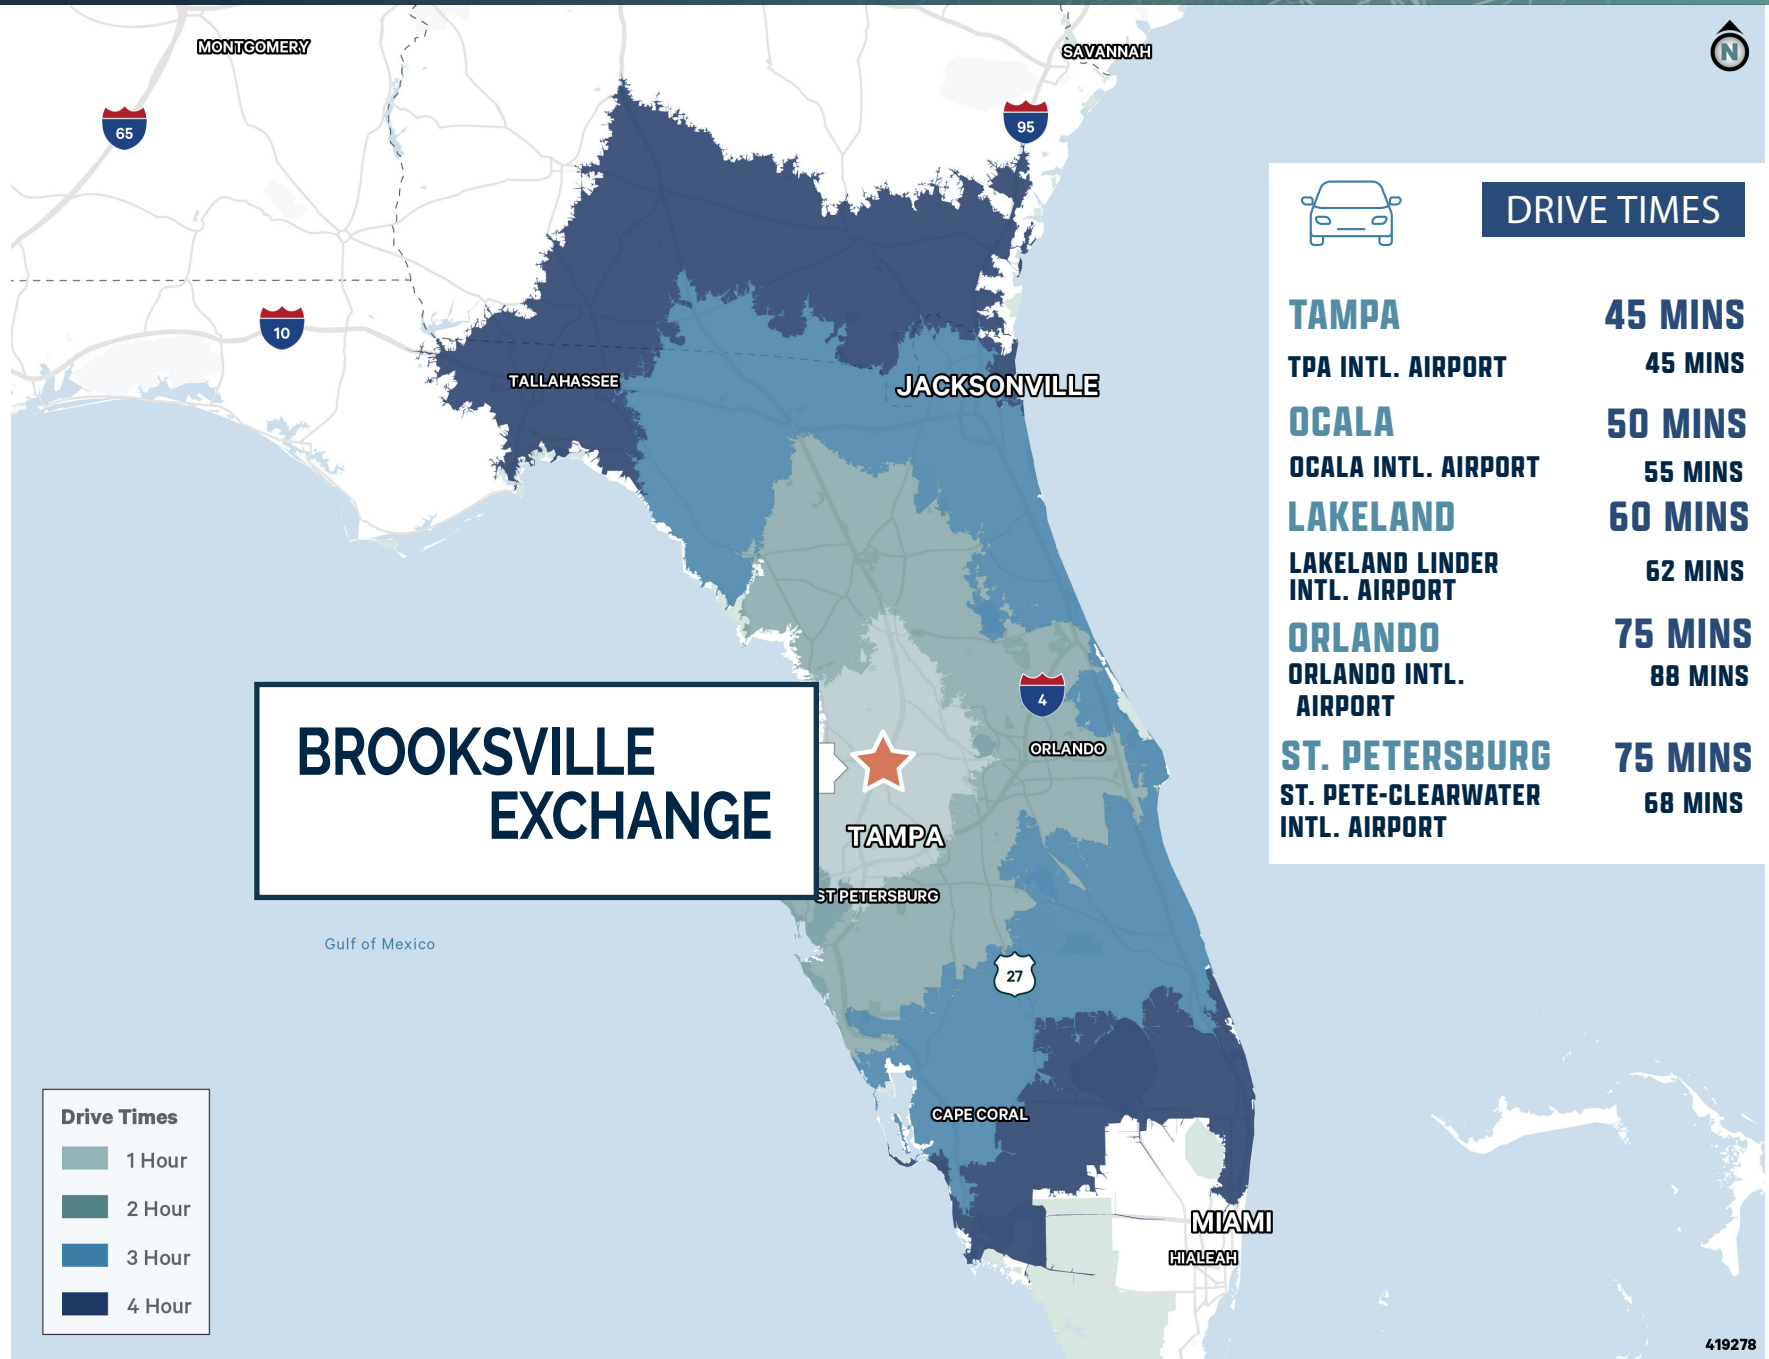 MONTGOMERY
SAVANNAH
N
65
95
10
TALLAHASSEE
JACKSONVILLE
4
ORLANDO
BROOKSVILLE
EXCHANGE
TAMPA
ST PETERSBURG
Gulf of Mexico
27
CAPE CORAL
MIAMI
HIALEAH
DRIVE TIMES
TAMPA 45 MINS
TPA INTL. AIRPORT 45 MINS
OCALA 50 MINS
OCALA INTL. AIRPORT 55 MINS
LAKELAND 60 MINS
LAKELAND LINDER
INTL. AIRPORT 62 MINS
ORLANDO 75 MINS
ORLANDO INTL. 88 MINS
AIRPORT
ST. PETERSBURG 75 MINS
ST. PETE-CLEARWATER 68 MINS
INTL. AIRPORT
Drive Times
1 Hour
2 Hour
3 Hour
4 Hour
419278